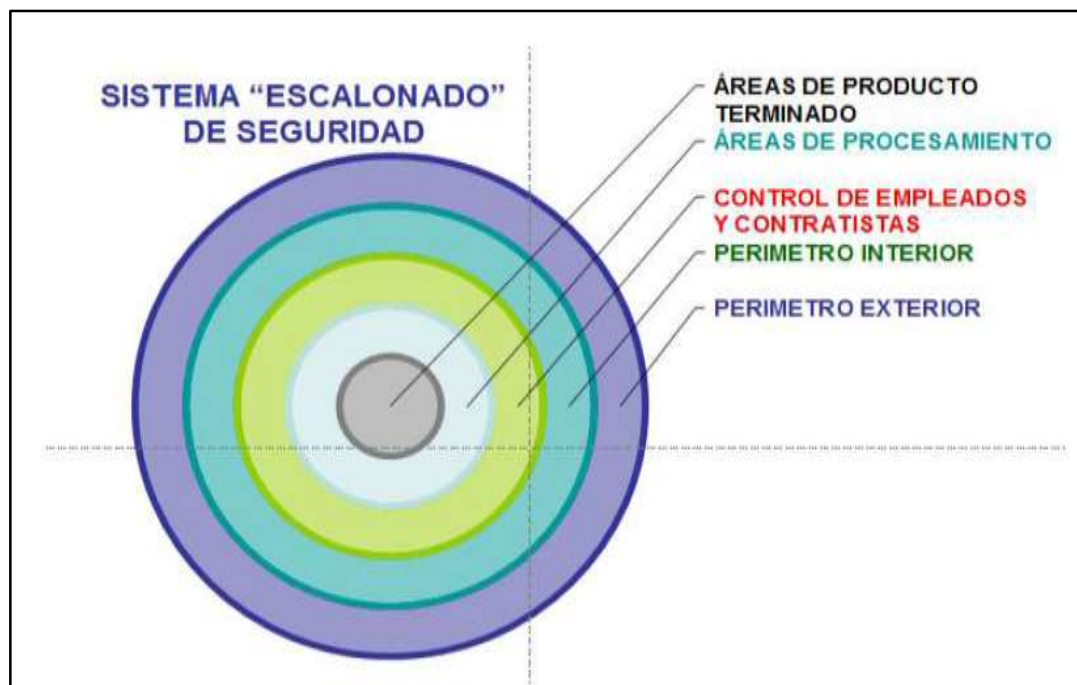 SISTEMA “ESCALONADO”
DE SEGURIDAD
ÁREAS DE PRODUCTO
TERMINADO
ÁREAS DE PROCESAMIENTO
CONTROL DE EMPLEADOS
Y CONTRATISTAS
PERIMETRO INTERIOR
PERIMETRO EXTERIOR